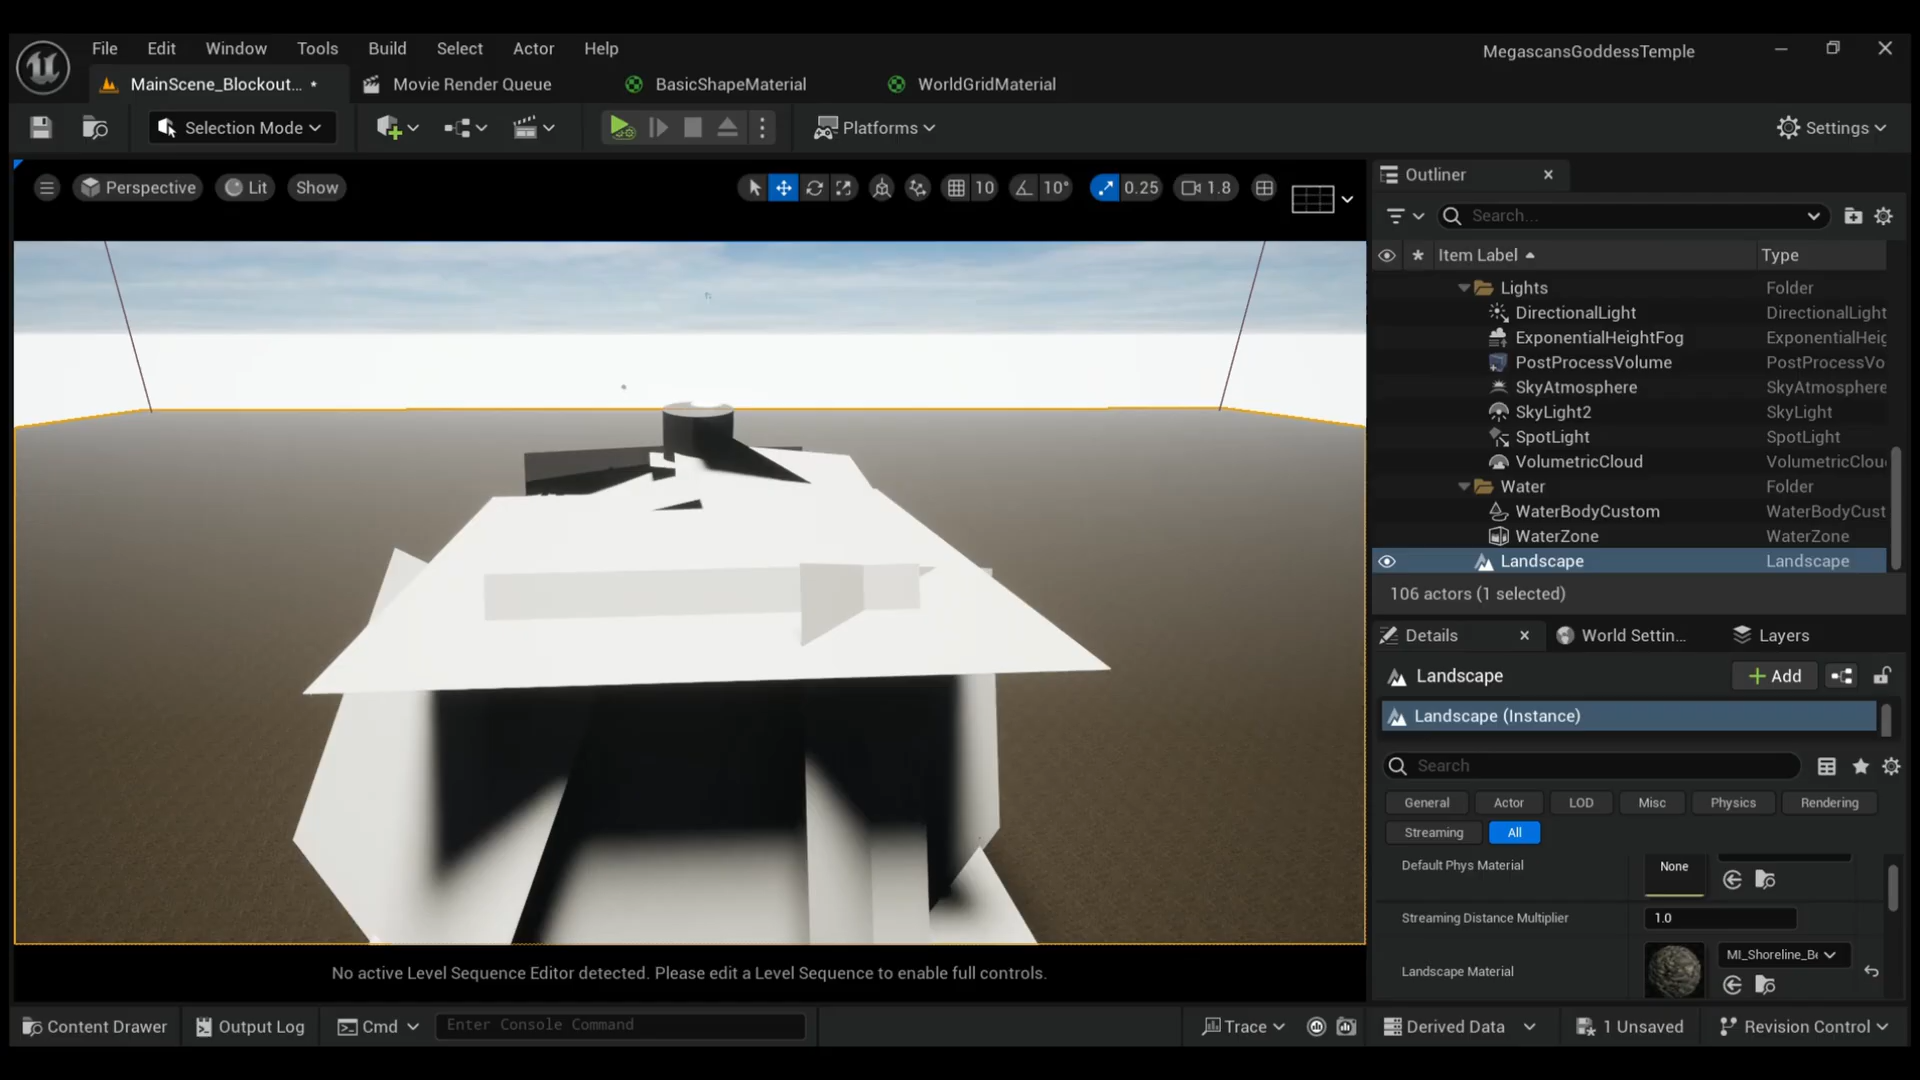 File Edit Window Tools Build Select Actor Help
MegascansGoddessTemple
MainScene_Blockout... • Movie Render Queue BasicShapeMaterial WorldGridMaterial
Selection Mode Platforms Settings
Perspective Lit Show 10 10° 0.25 1.8
Outliner
Search...
Item Label Type
Lights Folder
DirectionalLight DirectionalLight
ExponentialHeightFog ExponentialHeig
PostProcessVolume PostProcessVo
SkyAtmosphere SkyAtmosphere
SkyLight2 SkyLight
SpotLight SpotLight
VolumetricCloud VolumetricClou
Water Folder
WaterBodyCustom WaterBodyCust
WaterZone WaterZone
Landscape Landscape
106 actors (1 selected)
Details World Settin... Layers
Landscape Add
Landscape (Instance)
Search
General Actor LOD Misc Physics Rendering
Streaming All
Default Phys Material None
Streaming Distance Multiplier 1.0
Landscape Material MI_Shoreline_Be
No active Level Sequence Editor detected. Please edit a Level Sequence to enable full controls.
Content Drawer Output Log Cmd Enter Console Command Trace Derived Data 1 Unsaved Revision Control